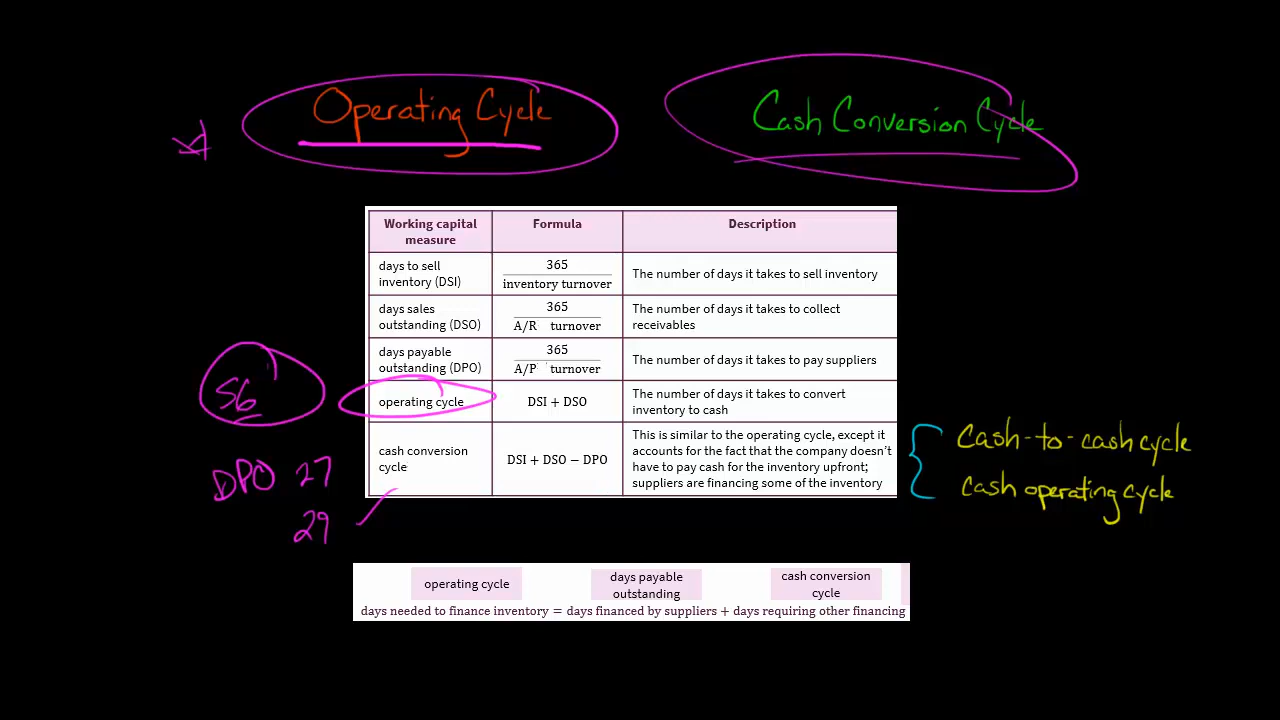 Operating Cycle
Cash Conversion Cycle
Working capital measure
Formula
Description
days to sell inventory (DSI)
365
inventory turnover
The number of days it takes to sell inventory
days sales outstanding (DSO)
365
A/R turnover
The number of days it takes to collect receivables
days payable outstanding (DPO)
365
A/P turnover
The number of days it takes to pay suppliers
operating cycle
DSI + DSO
The number of days it takes to convert inventory to cash
cash conversion cycle
DSI + DSO – DPO
This is similar to the operating cycle, except it
accounts for the fact that the company doesn't
have to pay cash for the inventory upfront;
suppliers are financing some of the inventory
56
DPO 27
29
Cash-to-cash cycle
Cash operating cycle
operating cycle
days payable outstanding
cash conversion cycle
days needed to finance inventory = days financed by suppliers + days requiring other financing